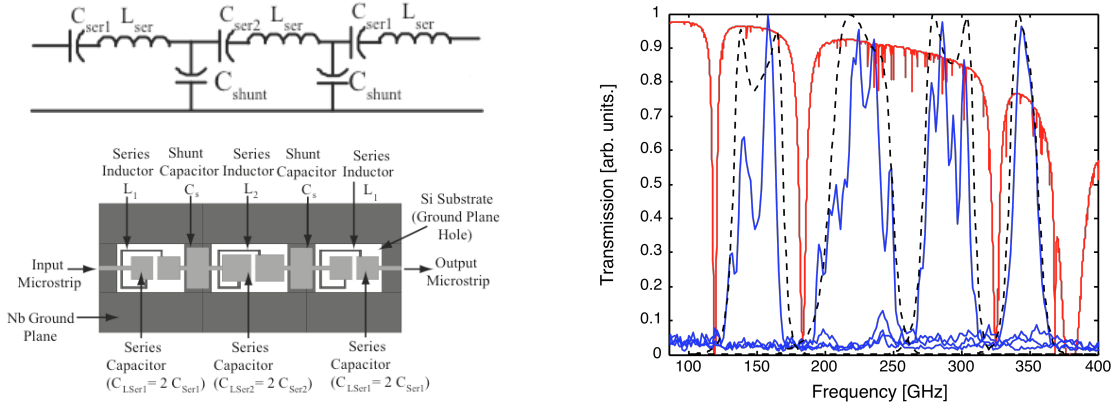 C_ser1 L_ser C_ser2 L_ser C_ser1 L_ser
C_shunt C_shunt
Series Inductor L_1
Shunt Capacitor C_s
Series Inductor L_2
Shunt Capacitor C_s
Series Inductor L_1
Si Substrate
(Ground Plane
Hole)
Input
Microstrip
Output
Microstrip
Nb Ground
Plane
Series
Capacitor
(C_LSer1= 2 C_Ser1)
Series
Capacitor
(C_LSer2= 2 C_Ser2)
Series
Capacitor
(C_LSer1= 2 C_Ser1)
Transmission [arb. units.]
1
0.9
0.8
0.7
0.6
0.5
0.4
0.3
0.2
0.1
0
100 150 200 250 300 350 400
Frequency [GHz]